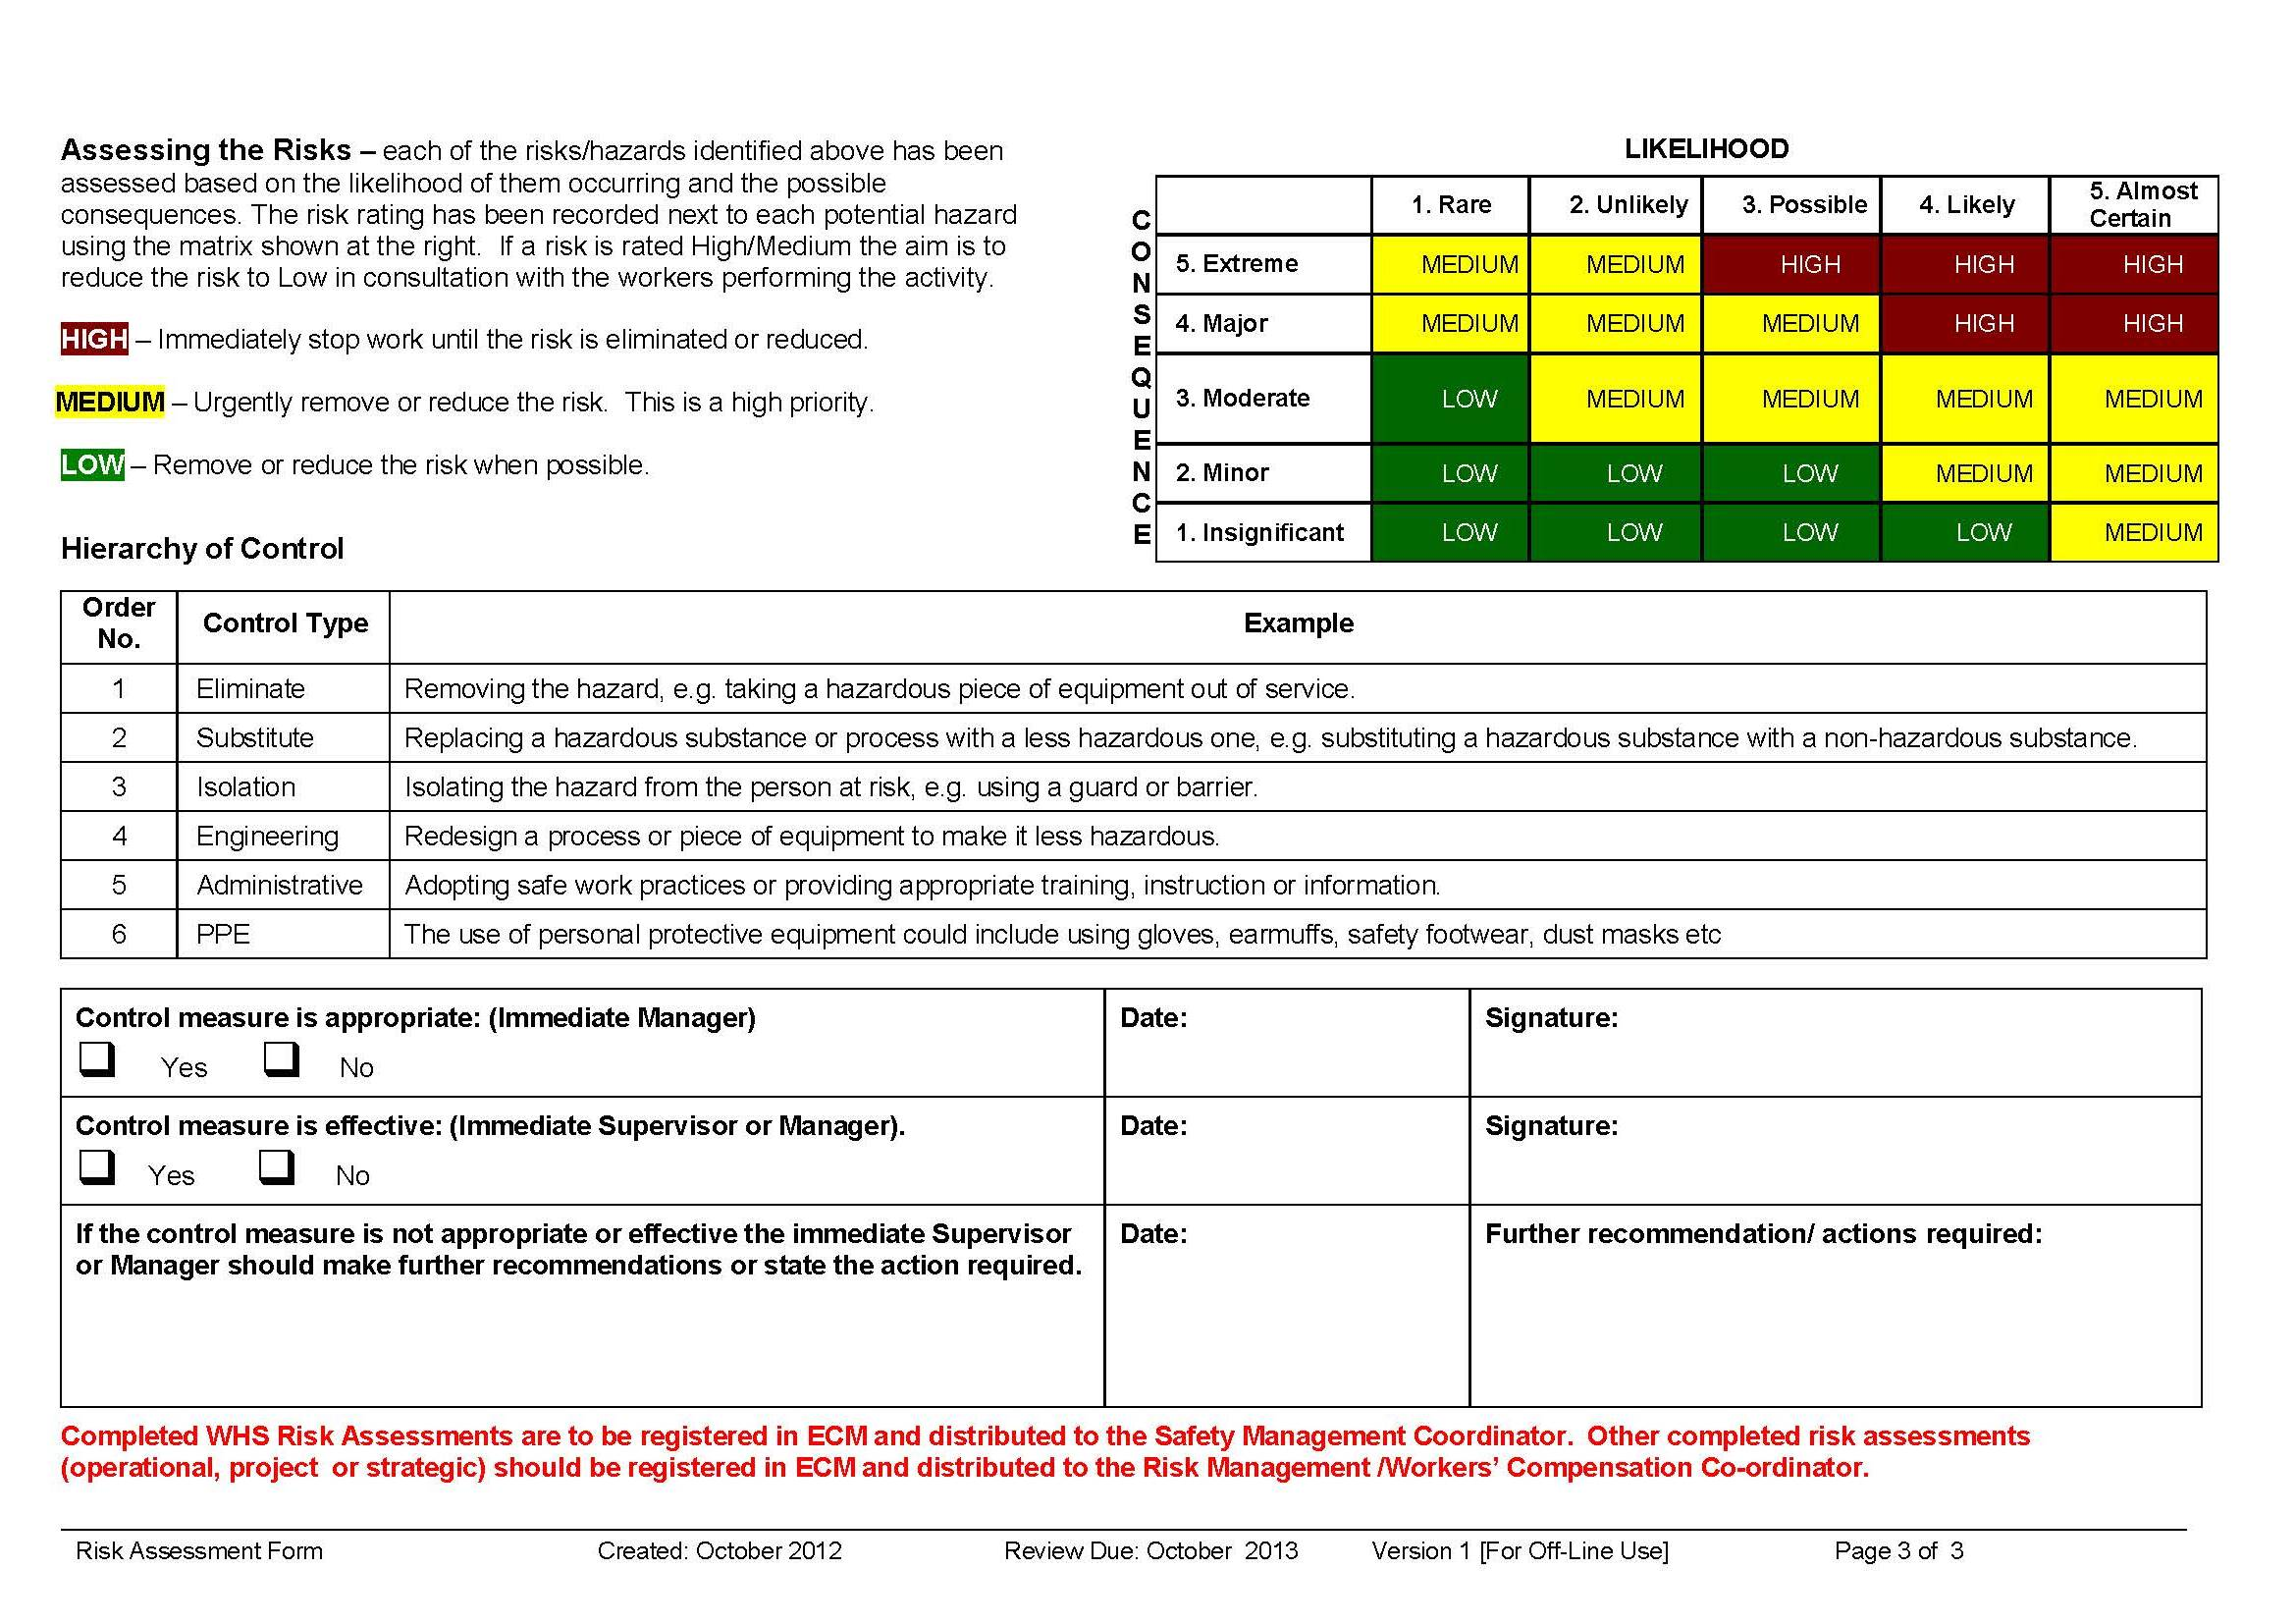 Assessing the Risks – each of the risks/hazards identified above has been
assessed based on the likelihood of them occurring and the possible
consequences. The risk rating has been recorded next to each potential hazard
using the matrix shown at the right.  If a risk is rated High/Medium the aim is to
reduce the risk to Low in consultation with the workers performing the activity.
HIGH – Immediately stop work until the risk is eliminated or reduced.
MEDIUM – Urgently remove or reduce the risk.  This is a high priority.
LOW – Remove or reduce the risk when possible.
LIKELIHOOD
CONSEQUENCE
1. Rare 2. Unlikely 3. Possible 4. Likely 5. Almost Certain
5. Extreme MEDIUM MEDIUM HIGH HIGH HIGH
4. Major MEDIUM MEDIUM MEDIUM HIGH HIGH
3. Moderate LOW MEDIUM MEDIUM MEDIUM MEDIUM
2. Minor LOW LOW LOW MEDIUM MEDIUM
1. Insignificant LOW LOW LOW LOW MEDIUM
Hierarchy of Control
Order No. Control Type Example
1 Eliminate Removing the hazard, e.g. taking a hazardous piece of equipment out of service.
2 Substitute Replacing a hazardous substance or process with a less hazardous one, e.g. substituting a hazardous substance with a non-hazardous substance.
3 Isolation Isolating the hazard from the person at risk, e.g. using a guard or barrier.
4 Engineering Redesign a process or piece of equipment to make it less hazardous.
5 Administrative Adopting safe work practices or providing appropriate training, instruction or information.
6 PPE The use of personal protective equipment could include using gloves, earmuffs, safety footwear, dust masks etc
Control measure is appropriate: (Immediate Manager) Date: Signature:
Yes No
Control measure is effective: (Immediate Supervisor or Manager). Date: Signature:
Yes No
If the control measure is not appropriate or effective the immediate Supervisor
or Manager should make further recommendations or state the action required.
Date: Further recommendation/ actions required:
Completed WHS Risk Assessments are to be registered in ECM and distributed to the Safety Management Coordinator.  Other completed risk assessments
(operational, project  or strategic) should be registered in ECM and distributed to the Risk Management /Workers’ Compensation Co-ordinator.
Risk Assessment Form Created: October 2012 Review Due: October  2013 Version 1 [For Off-Line Use] Page 3 of  3